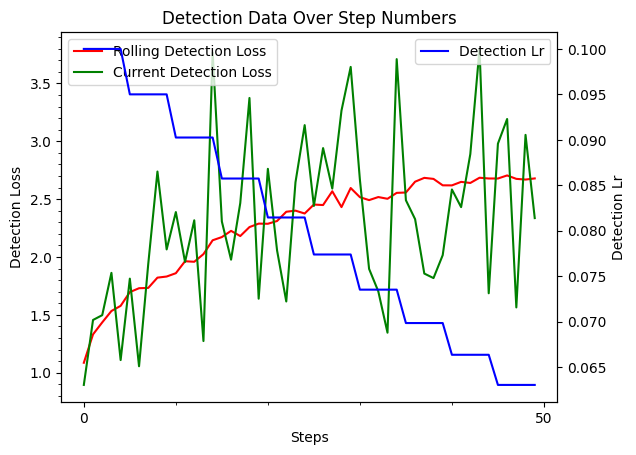 Detection Data Over Step Numbers
Rolling Detection Loss
Current Detection Loss
Detection Lr
3.5
3.0
2.5
2.0
1.5
1.0
Detection Loss
0.100
0.095
0.090
0.085
0.080
0.075
0.070
0.065
Detection Lr
0
50
Steps